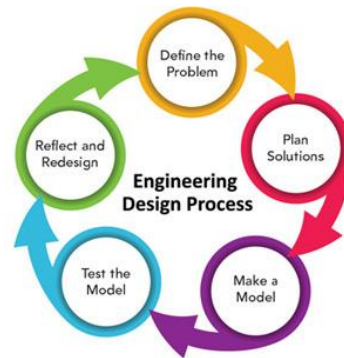 Define the
Problem
Plan
Solutions
Make a
Model
Test the
Model
Reflect and
Redesign
Engineering
Design Process